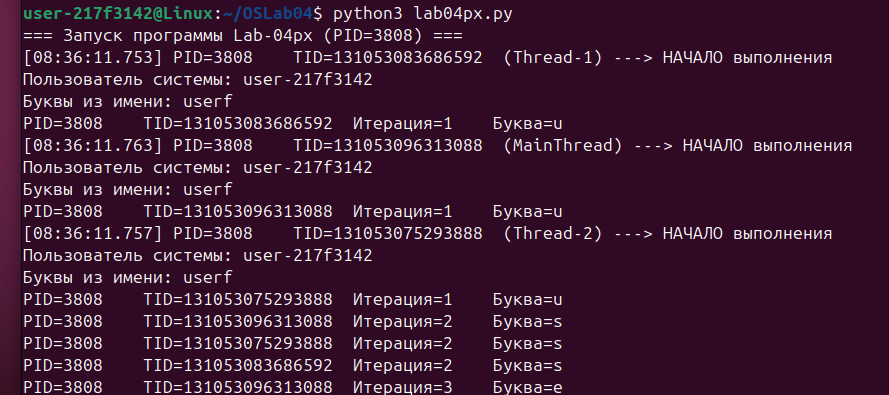 user-217f3142@Linux:~/OSLab04$ python3 lab04px.py
=== Запуск программы Lab-04px (PID=3808) ===
[08:36:11.753] PID=3808    TID=131053083686592  (Thread-1) ---> НАЧАЛО выполнения
Пользователь системы: user-217f3142
Буквы из имени: userf
PID=3808    TID=131053083686592  Итерация=1    Буква=u
[08:36:11.763] PID=3808    TID=131053096313088  (MainThread) ---> НАЧАЛО выполнения
Пользователь системы: user-217f3142
Буквы из имени: userf
PID=3808    TID=131053096313088  Итерация=1    Буква=u
[08:36:11.757] PID=3808    TID=131053075293888  (Thread-2) ---> НАЧАЛО выполнения
Пользователь системы: user-217f3142
Буквы из имени: userf
PID=3808    TID=131053075293888  Итерация=1    Буква=u
PID=3808    TID=131053096313088  Итерация=2    Буква=s
PID=3808    TID=131053075293888  Итерация=2    Буква=s
PID=3808    TID=131053083686592  Итерация=2    Буква=s
PID=3808    TID=131053096313088  Итерация=3    Буква=e